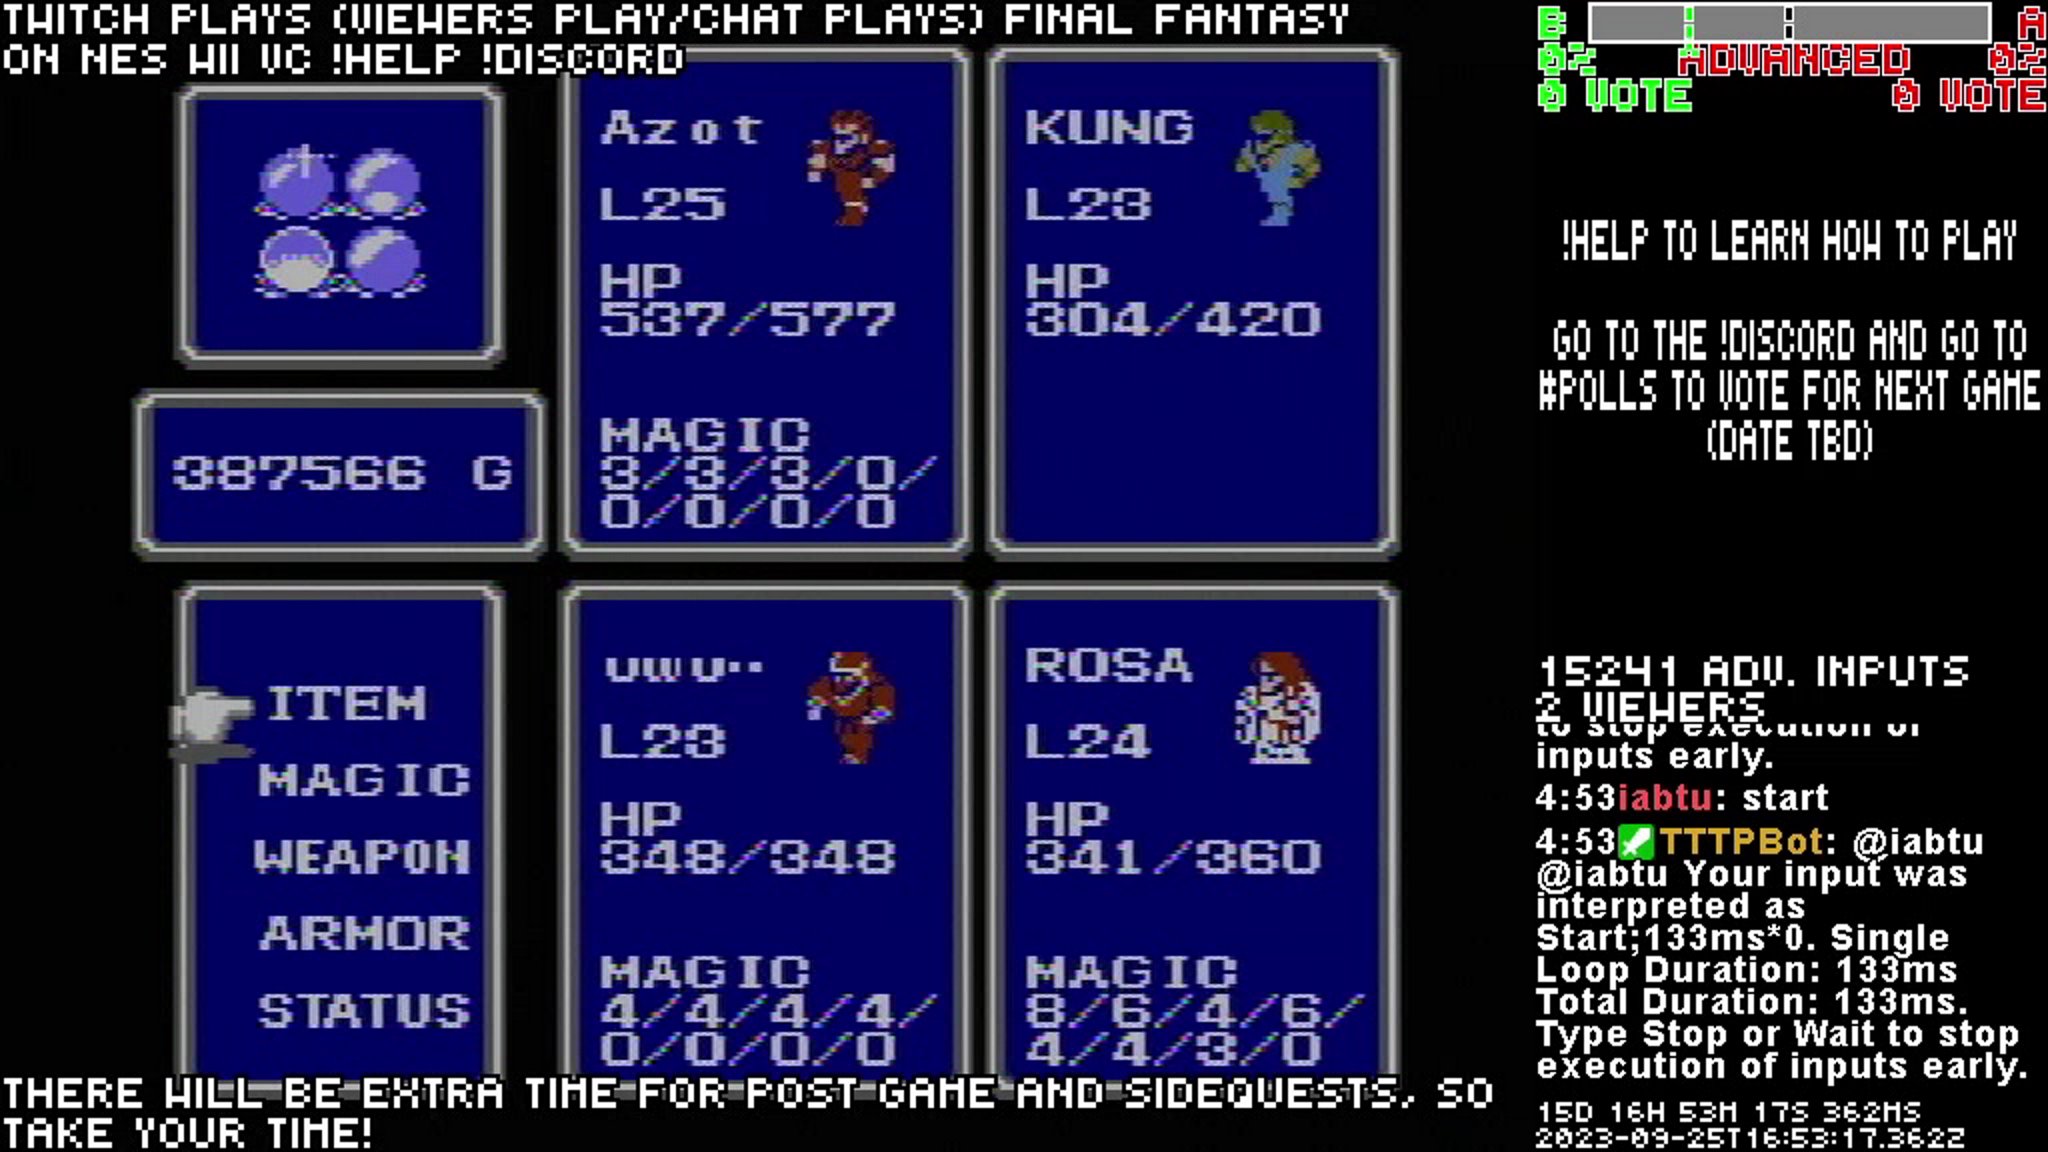 TWITCH PLAYS (VIEWERS PLAY/CHAT PLAYS) FINAL FANTASY
ON NES WII VC !HELP !DISCORD
B
A
0%
ADVANCED
0%
0 VOTE
0 VOTE
Azot
L25
HP
537/577
MAGIC
3/3/3/0/
0/0/0/0
KUNG
L23
HP
304/420
387566 G
ITEM
MAGIC
WEAPON
ARMOR
STATUS
uwu..
L23
HP
348/348
MAGIC
4/4/4/4/
0/0/0/0
ROSA
L24
HP
341/360
MAGIC
8/6/4/6/
4/4/3/0
!HELP TO LEARN HOW TO PLAY
GO TO THE !DISCORD AND GO TO
#POLLS TO VOTE FOR NEXT GAME
(DATE TBD)
15241 ADV. INPUTS
2 VIEWERS
to stop execution of
inputs early.
4:53iabtu: start
4:53TTTPBot: @iabtu
@iabtu Your input was
interpreted as
Start;133ms*0. Single
Loop Duration: 133ms
Total Duration: 133ms.
Type Stop or Wait to stop
execution of inputs early.
15D 16H 53M 17S 362MS
2023-09-25T16:53:17.362Z
THERE WILL BE EXTRA TIME FOR POST GAME AND SIDEQUESTS, SO
TAKE YOUR TIME!